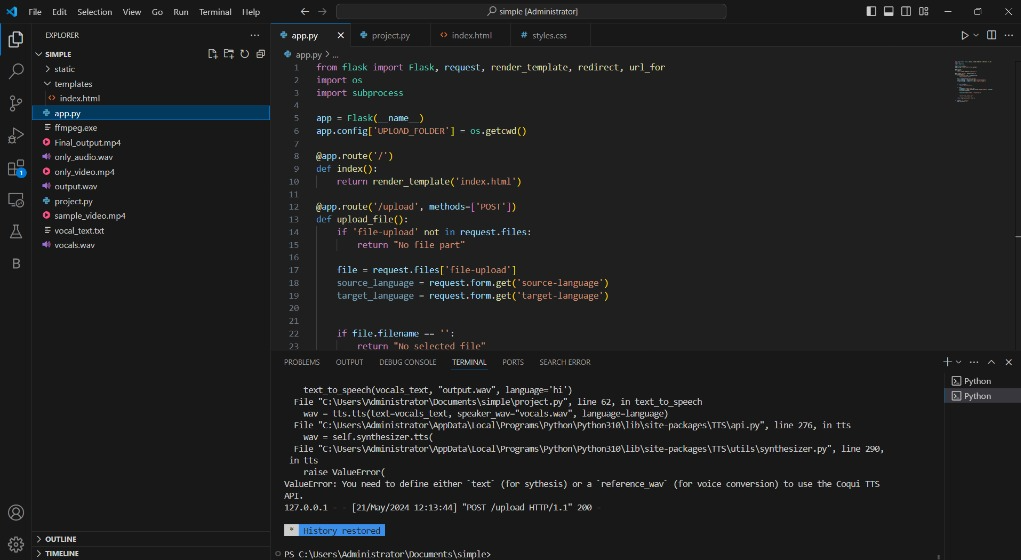 File Edit Selection View Go Run Terminal Help
simple [Administrator]
EXPLORER
SIMPLE
static
templates
index.html
app.py
ffmpeg.exe
Final_output.mp4
only_audio.wav
only_video.mp4
output.wav
project.py
sample_video.mp4
vocal_text.txt
vocals.wav
OUTLINE
TIMELINE
1
B
app.py project.py index.html styles.css
app.py > ...
1 from flask import Flask, request, render_template, redirect, url_for
2 import os
3 import subprocess
4
5 app = Flask(__name__)
6 app.config['UPLOAD_FOLDER'] = os.getcwd()
7
8 @app.route('/')
9 def index():
10 return render_template('index.html')
11
12 @app.route('/upload', methods=['POST'])
13 def upload_file():
14 if 'file-upload' not in request.files:
15 return "No file part"
16
17 file = request.files['file-upload']
18 source_language = request.form.get('source-language')
19 target_language = request.form.get('target-language')
20
21
22 if file.filename == '':
23 return "No selected file"
PROBLEMS OUTPUT DEBUG CONSOLE TERMINAL PORTS SEARCH ERROR
text_to_speech(vocals_text, "output.wav", language='hi')
File "C:\Users\Administrator\Documents\simple\project.py", line 62, in text_to_speech
wav = tts.tts(text=vocals_text, speaker_wav="vocals.wav", language=language)
File "C:\Users\Administrator\AppData\Local\Programs\Python\Python310\lib\site-packages\TTS\api.py", line 276, in tts
wav = self.synthesizer.tts(
File "C:\Users\Administrator\AppData\Local\Programs\Python\Python310\lib\site-packages\TTS\utils\synthesizer.py", line 290,
in tts
raise ValueError(
ValueError: You need to define either `text` (for sythesis) or a `reference_wav` (for voice conversion) to use the Coqui TTS
API.
127.0.0.1 - - [21/May/2024 12:13:44] "POST /upload HTTP/1.1" 200 -
* History restored
PS C:\Users\Administrator\Documents\simple>
Python
Python